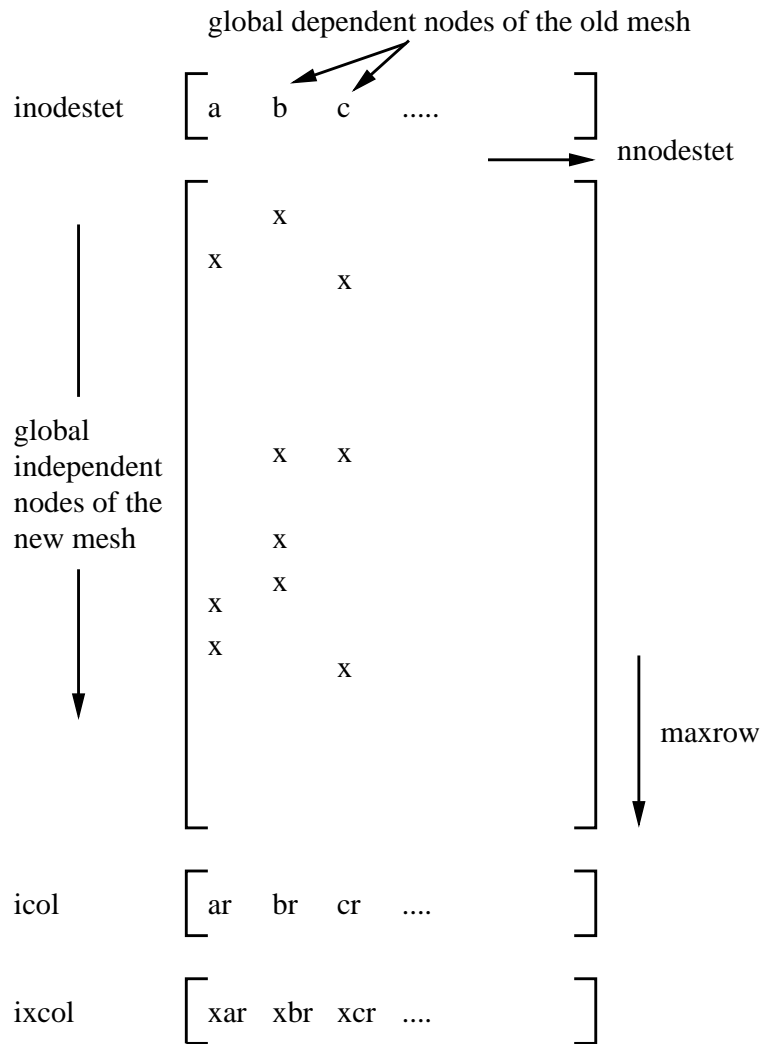 global dependent nodes of the old mesh
inodestet a b c .....
nnodestet
x
x
x
global
independent
nodes of the
new mesh
x x
x
x
x
x
x
maxrow
icol ar br cr ....
ixcol xar xbr xcr ....